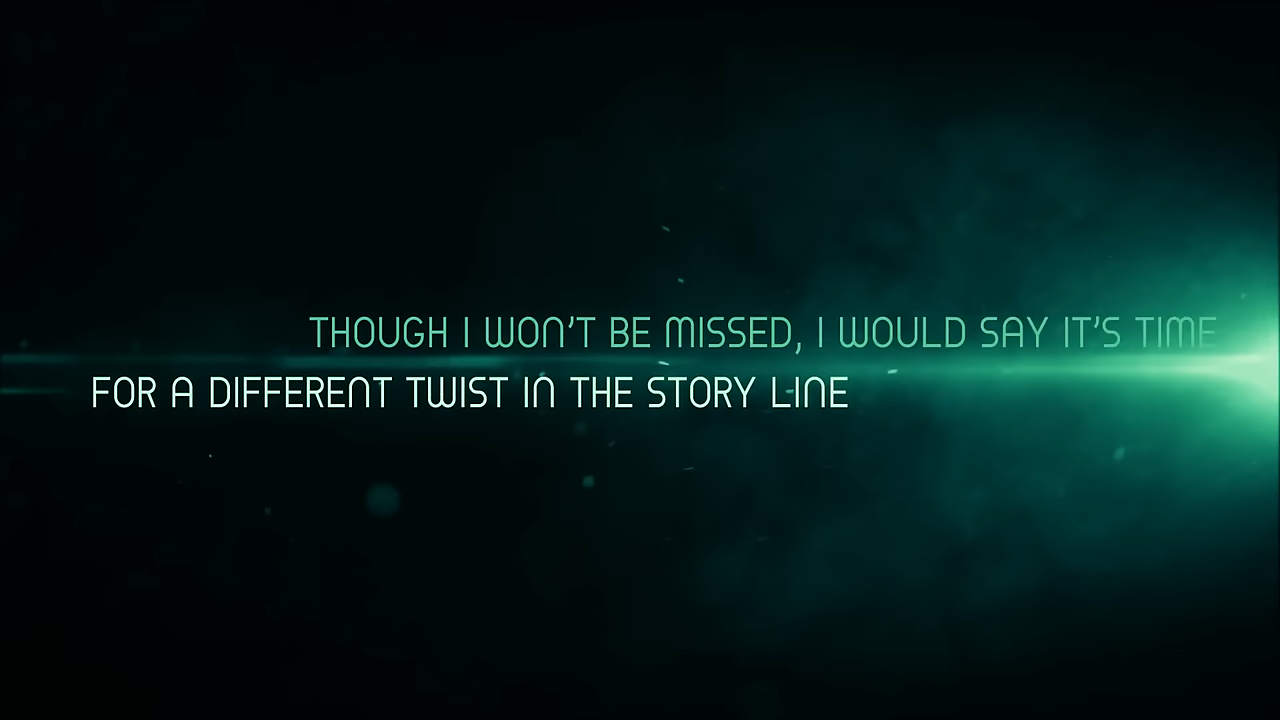 THOUGH I WON'T BE MISSED, I WOULD SAY IT'S TIME
FOR A DIFFERENT TWIST IN THE STORY LINE